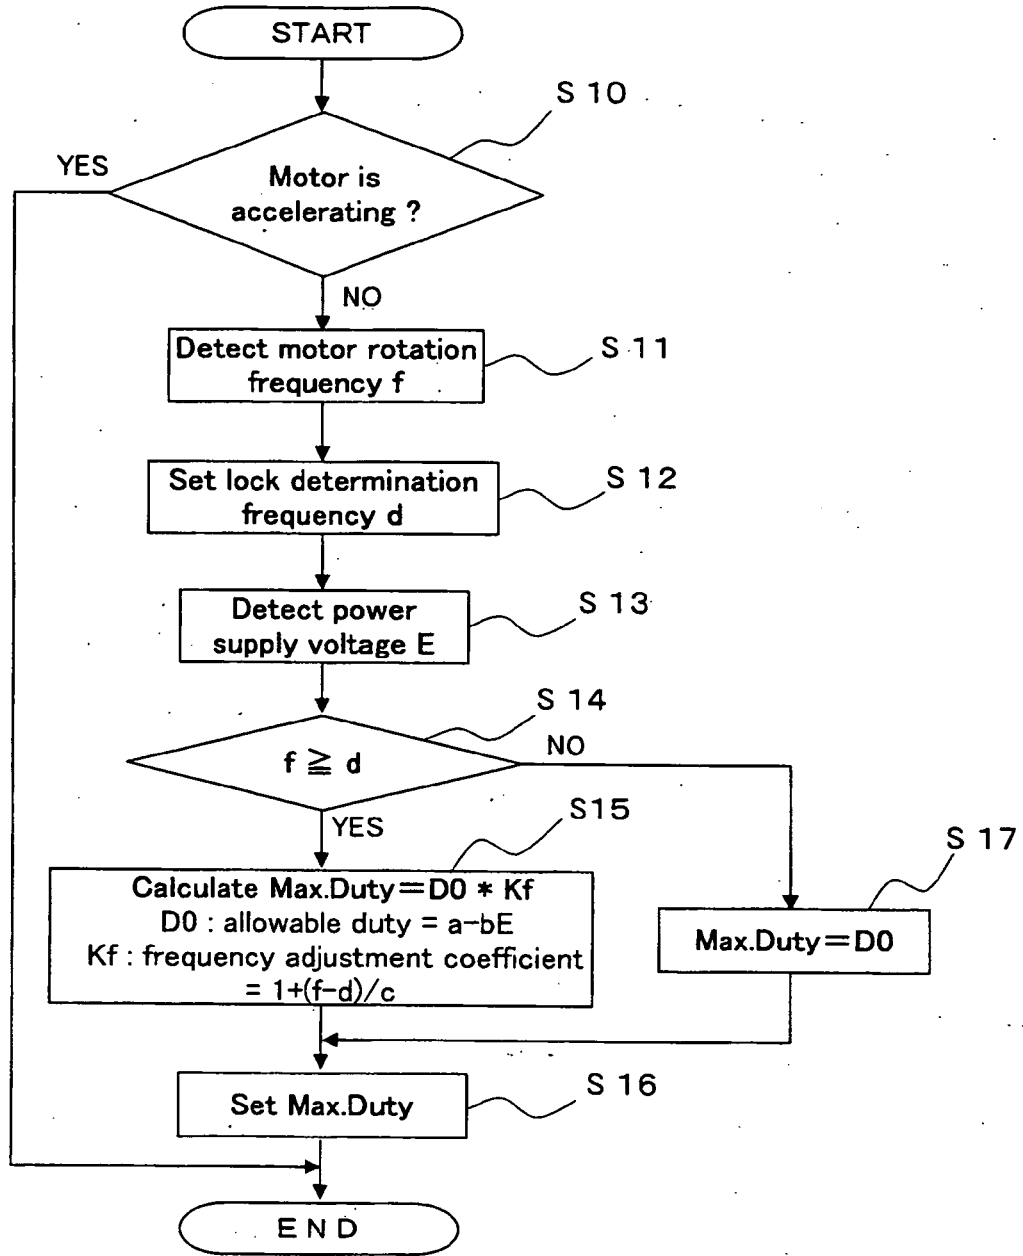 START
S 10
YES
Motor is
accelerating ?
NO
Detect motor rotation
frequency f
S 11
Set lock determination
frequency d
S 12
Detect power
supply voltage E
S 13
S 14
f ≧ d
NO
YES
S15
S 17
Calculate Max.Duty=D0 * Kf
D0 : allowable duty = a-bE
Kf : frequency adjustment coefficient
= 1+(f-d)/c
Max.Duty=D0
S 16
Set Max.Duty
END